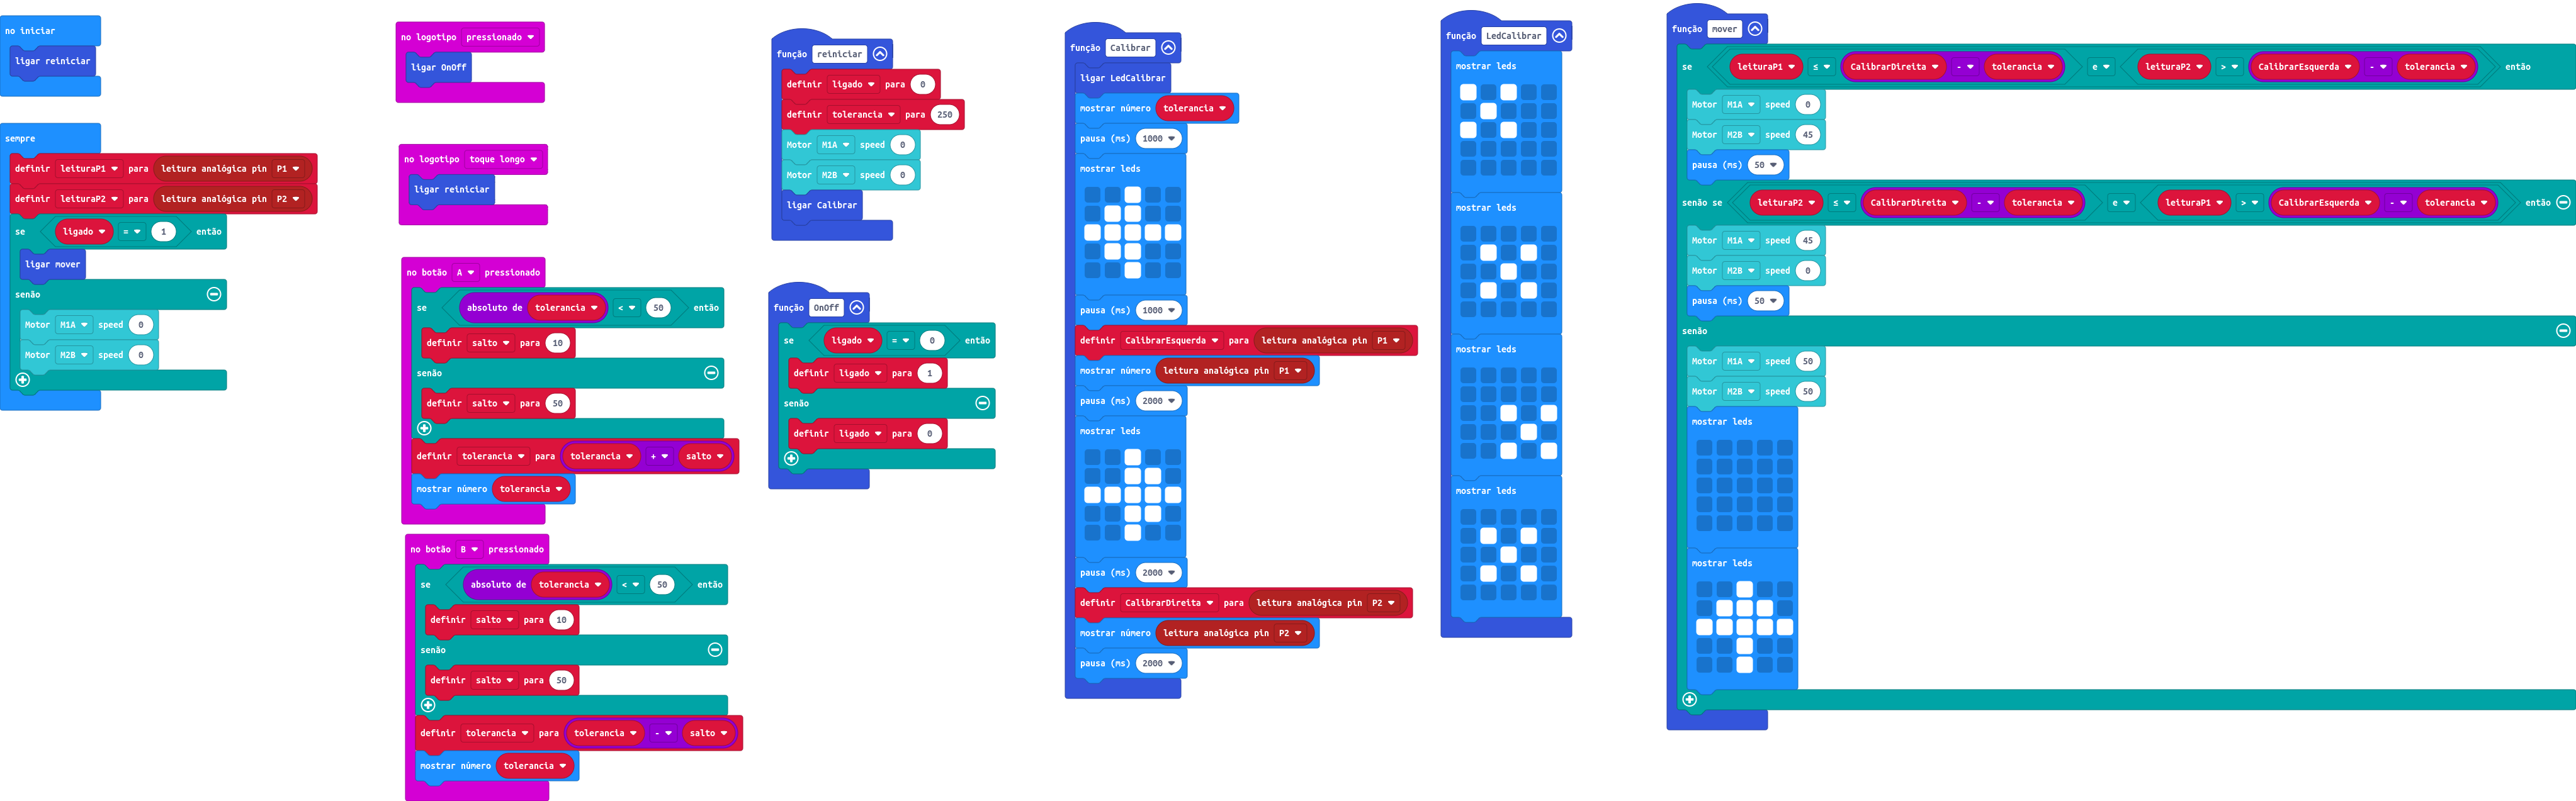 no iniciar
ligar reiniciar
sempre
definir leituraP1 para leitura analógica pin P1
definir leituraP2 para leitura analógica pin P2
se ligado = 1 então
ligar mover
senão
Motor M1A speed 0
Motor M2B speed 0
no logotipo pressionado
ligar OnOff
no logotipo toque longo
ligar reiniciar
no botão A pressionado
se absoluto de tolerancia < 50 então
definir salto para 10
senão
definir salto para 50
definir tolerancia para tolerancia + salto
mostrar número tolerancia
no botão B pressionado
se absoluto de tolerancia < 50 então
definir salto para 10
senão
definir salto para 50
definir tolerancia para tolerancia - salto
mostrar número tolerancia
função reiniciar
definir ligado para 0
definir tolerancia para 250
Motor M1A speed 0
Motor M2B speed 0
ligar Calibrar
função OnOff
se ligado = 0 então
definir ligado para 1
senão
definir ligado para 0
função Calibrar
ligar LedCalibrar
mostrar número tolerancia
pausa (ms) 1000
mostrar leds
pausa (ms) 1000
definir CalibrarEsquerda para leitura analógica pin P1
mostrar número leitura analógica pin P1
pausa (ms) 2000
mostrar leds
pausa (ms) 2000
definir CalibrarDireita para leitura analógica pin P2
mostrar número leitura analógica pin P2
pausa (ms) 2000
função LedCalibrar
mostrar leds
mostrar leds
mostrar leds
mostrar leds
função mover
se leituraP1 ≤ CalibrarDireita - tolerancia e leituraP2 > CalibrarEsquerda - tolerancia então
Motor M1A speed 0
Motor M2B speed 45
pausa (ms) 50
senão se leituraP2 ≤ CalibrarDireita - tolerancia e leituraP1 > CalibrarEsquerda - tolerancia então
Motor M1A speed 45
Motor M2B speed 0
pausa (ms) 50
senão
Motor M1A speed 50
Motor M2B speed 50
mostrar leds
mostrar leds